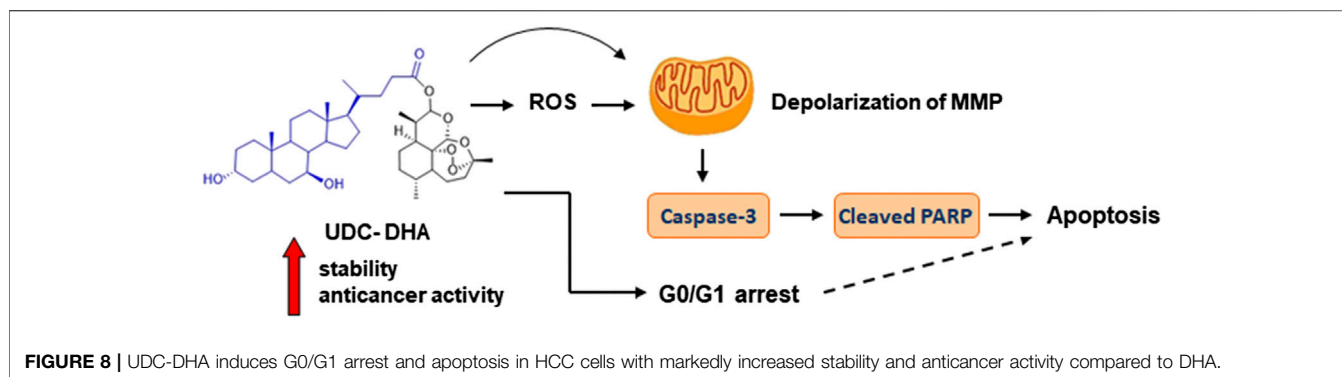 O
O
H
O
O
O
O
O
HO
OH
ROS
Depolarization of MMP
Caspase-3
Cleaved PARP
Apoptosis
UDC- DHA
stability
anticancer activity
G0/G1 arrest
FIGURE 8 | UDC-DHA induces G0/G1 arrest and apoptosis in HCC cells with markedly increased stability and anticancer activity compared to DHA.